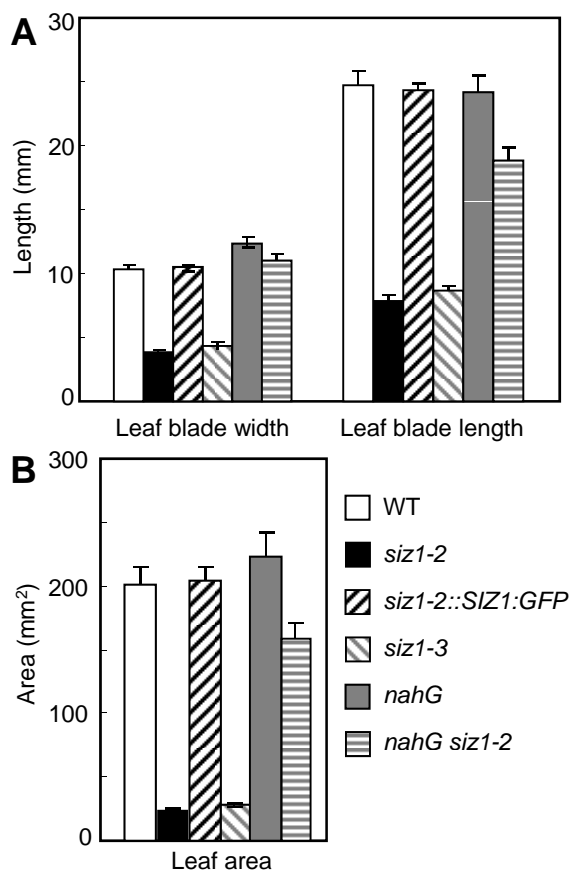 A
30
20
10
0
Length (mm)
Leaf blade width Leaf blade length
B
300
200
100
0
Area (mm²)
Leaf area
WT
siz1-2
siz1-2::SIZ1:GFP
siz1-3
nahG
nahG siz1-2